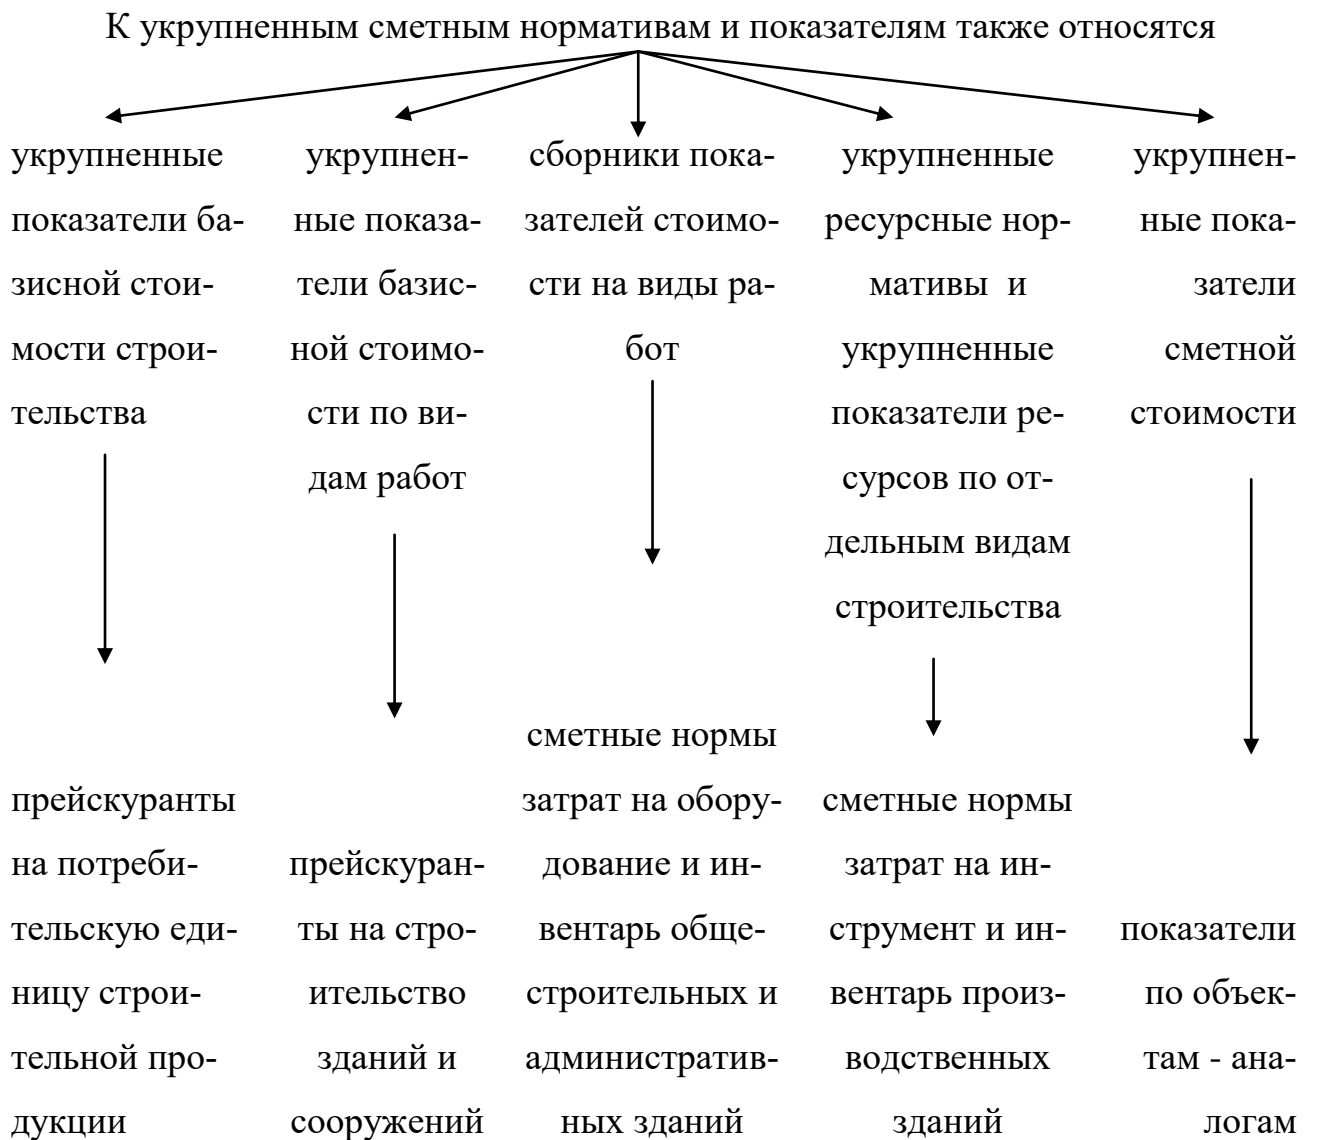 К укрупненным сметным нормативам и показателям также относятся
укрупненные
показатели ба-
зисной стои-
мости строи-
тельства
укрупнен-
ные показа-
тели базис-
ной стоимо-
сти по ви-
дам работ
сборники пока-
зателей стоимо-
сти на виды ра-
бот
укрупненные
ресурсные нор-
мативы и
укрупненные
показатели ре-
сурсов по от-
дельным видам
строительства
укрупнен-
ные пока-
затели
сметной
стоимости
прейскуранты
на потреби-
тельскую еди-
ницу строи-
тельной про-
дукции
прейскуран-
ты на стро-
ительство
зданий и
сооружений
сметные нормы
затрат на обору-
дование и ин-
вентарь обще-
строительных и
административ-
ных зданий
сметные нормы
затрат на ин-
струмент и ин-
вентарь произ-
водственных
зданий
показатели
по объек-
там - ана-
логам